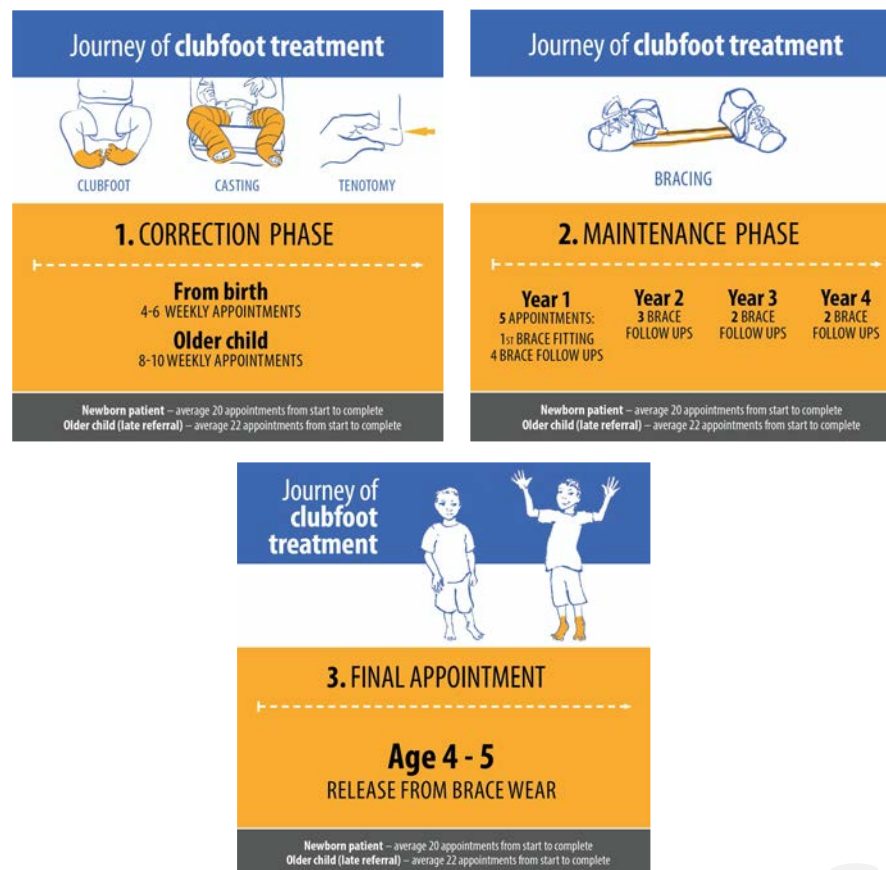 Journey of clubfoot treatment
CLUBFOOT
CASTING
TENOTOMY
1. CORRECTION PHASE
From birth
4-6 WEEKLY APPOINTMENTS
Older child
8-10 WEEKLY APPOINTMENTS
Newborn patient – average 20 appointments from start to complete
Older child (late referral) – average 22 appointments from start to complete
Journey of clubfoot treatment
BRACING
2. MAINTENANCE PHASE
Year 1
5 APPOINTMENTS:
1ST BRACE FITTING
4 BRACE FOLLOW UPS
Year 2
3 BRACE
FOLLOW UPS
Year 3
2 BRACE
FOLLOW UPS
Year 4
2 BRACE
FOLLOW UPS
Newborn patient – average 20 appointments from start to complete
Older child (late referral) – average 22 appointments from start to complete
Journey of
clubfoot
treatment
3. FINAL APPOINTMENT
Age 4 - 5
RELEASE FROM BRACE WEAR
Newborn patient – average 20 appointments from start to complete
Older child (late referral) – average 22 appointments from start to complete